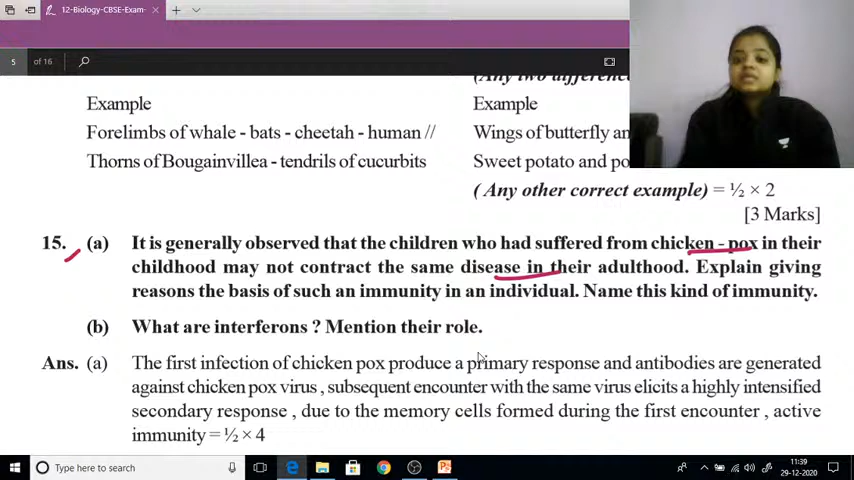 12-Biology-CBSE-Exam-
5 of 16
(Any two differenc
Example Example
Forelimbs of whale - bats - cheetah - human // Wings of butterfly an
Thorns of Bougainvillea - tendrils of cucurbits Sweet potato and po
( Any other correct example) = ½ × 2
[3 Marks]
15. (a) It is generally observed that the children who had suffered from chicken - pox in their
childhood may not contract the same disease in their adulthood. Explain giving
reasons the basis of such an immunity in an individual. Name this kind of immunity.
(b) What are interferons ? Mention their role.
Ans. (a) The first infection of chicken pox produce a primary response and antibodies are generated
against chicken pox virus , subsequent encounter with the same virus elicits a highly intensified
secondary response , due to the memory cells formed during the first encounter , active
immunity = ½ × 4
Type here to search
11:39
29-12-2020